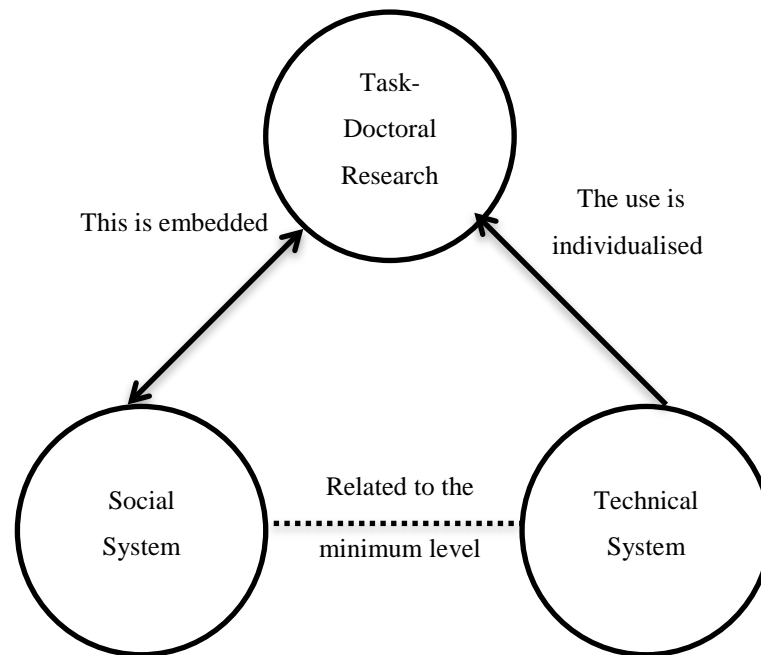 Task-
Doctoral
Research
This is embedded
The use is
individualised
Social
System
Related to the
minimum level
Technical
System